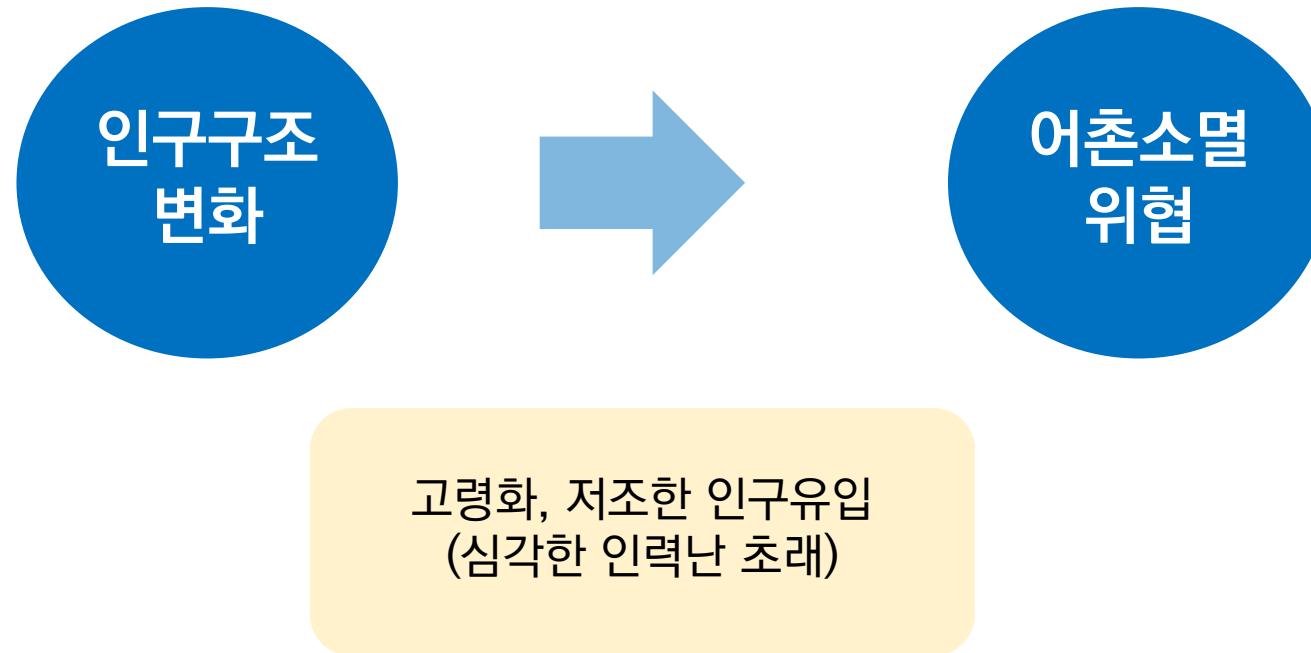 인구구조
변화
어촌소멸
위협
고령화, 저조한 인구유입
(심각한 인력난 초래)